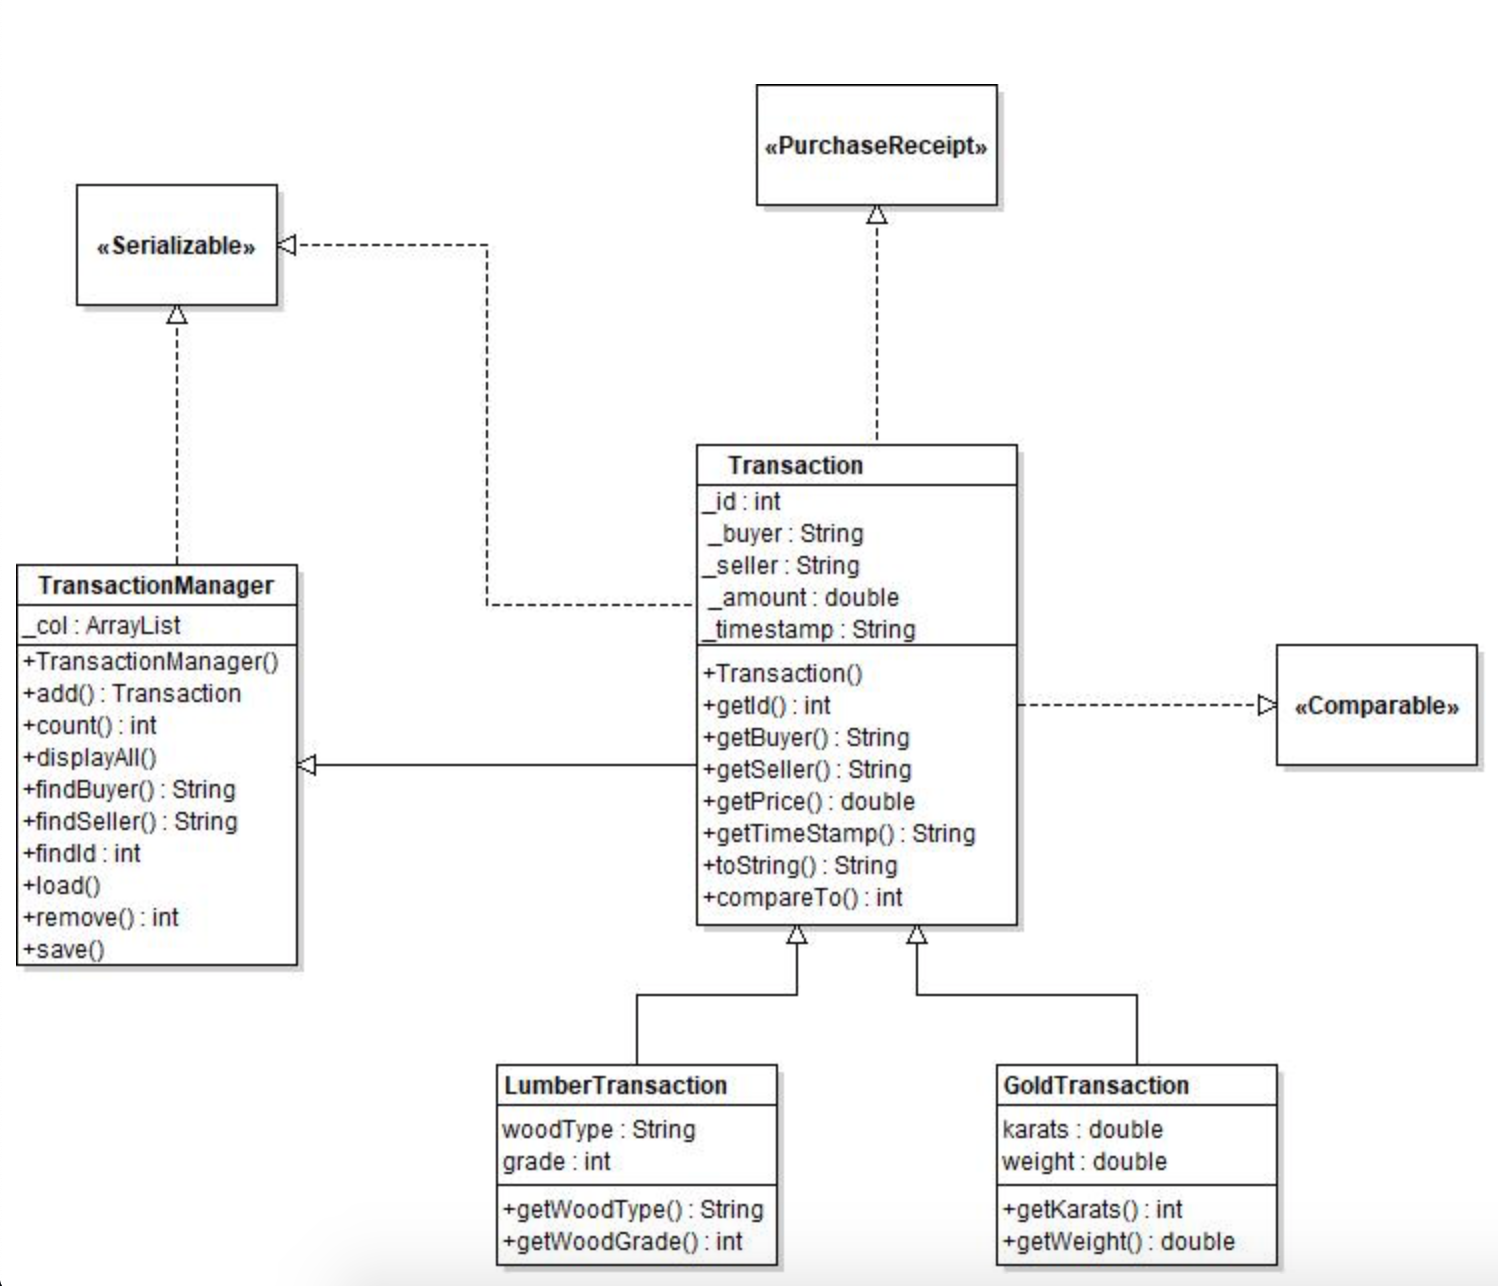 «PurchaseReceipt»
«Serializable»
Transaction
_id : int
_buyer : String
_seller : String
_amount : double
_timestamp : String
+Transaction()
+getId() : int
+getBuyer() : String
+getSeller() : String
+getPrice() : double
+getTimeStamp() : String
+toString() : String
+compareTo() : int
TransactionManager
_col : ArrayList
+TransactionManager()
+add() : Transaction
+count() : int
+displayAll()
+findBuyer() : String
+findSeller() : String
+findId : int
+load()
+remove() : int
+save()
«Comparable»
LumberTransaction
woodType : String
grade : int
+getWoodType() : String
+getWoodGrade() : int
GoldTransaction
karats : double
weight : double
+getKarats() : int
+getWeight() : double